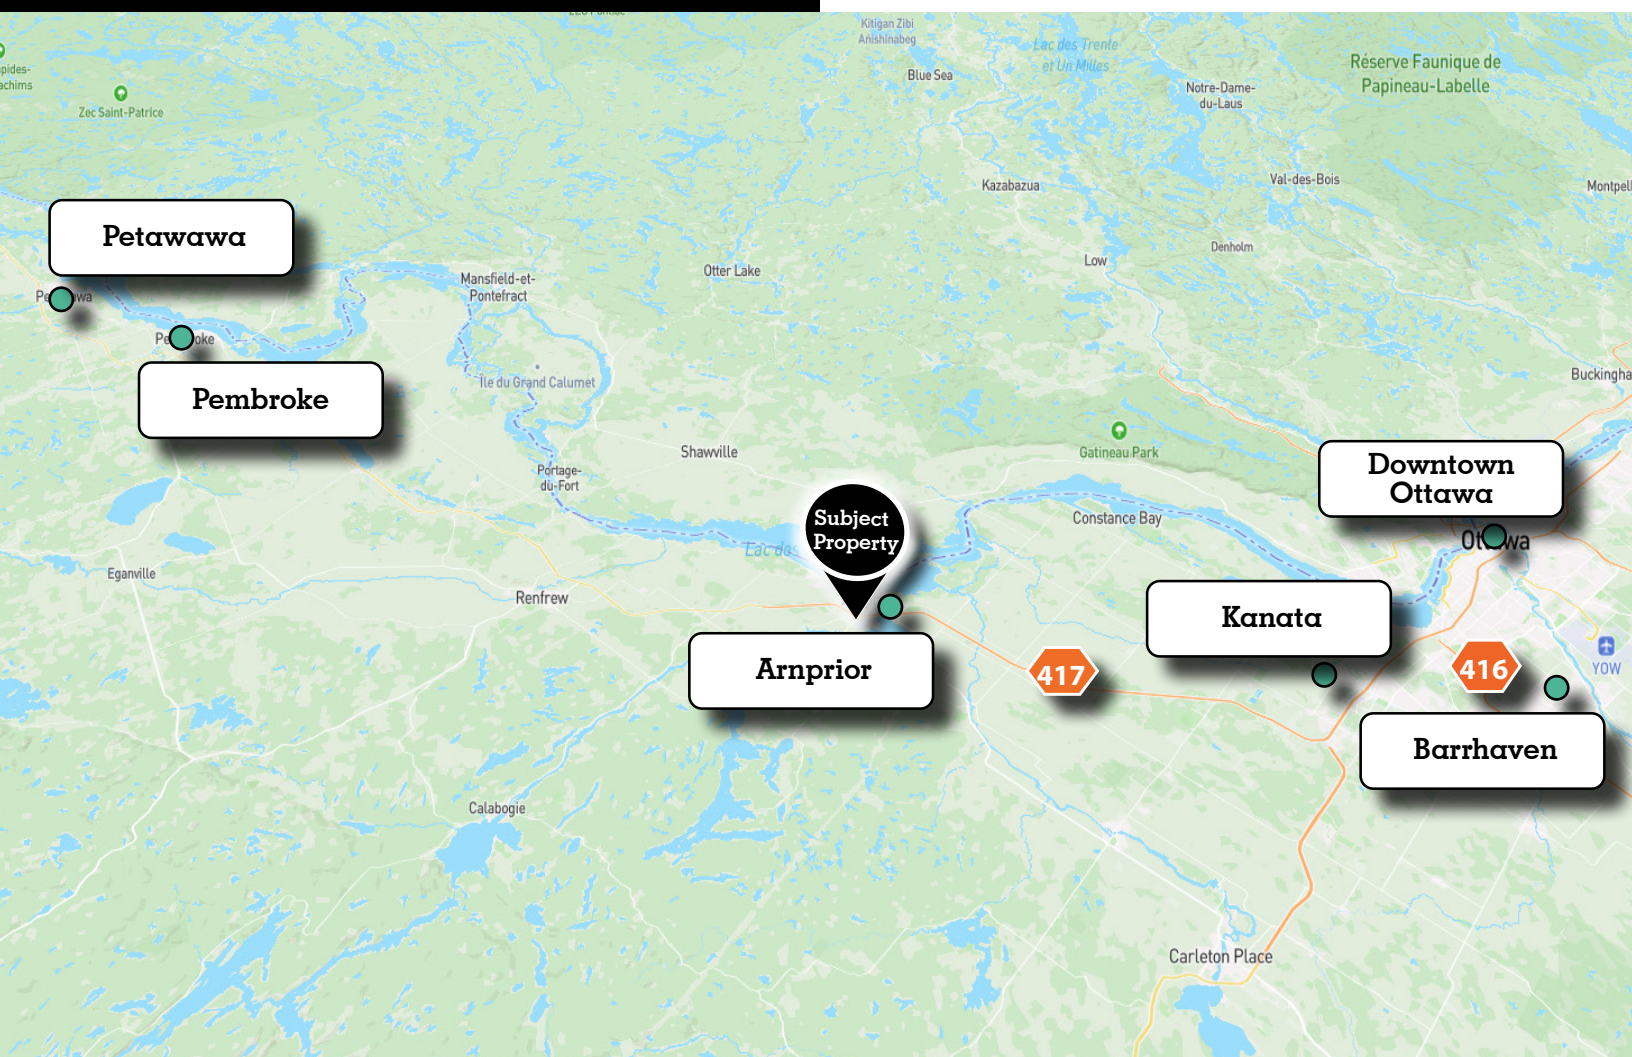 Kitigan Zibi
Anishinabeg
Lac des Trente
et Un Milles
Blue Sea
Réserve Faunique de
Papineau-Labelle
Notre-Dame-
du-Laus
Zec Saint-Patrice
Kazabazua
Val-des-Bois
Petawawa
Denholm
Low
Otter Lake
Mansfield-et-
Pontefract
Pembroke
Île du Grand Calumet
Shawville
Gatineau Park
Portage-
du-Fort
Downtown
Ottawa
Constance Bay
Subject
Property
Lac
Eganville
Renfrew
Kanata
Arnprior
417
416
YOW
Barrhaven
Calabogie
Carleton Place